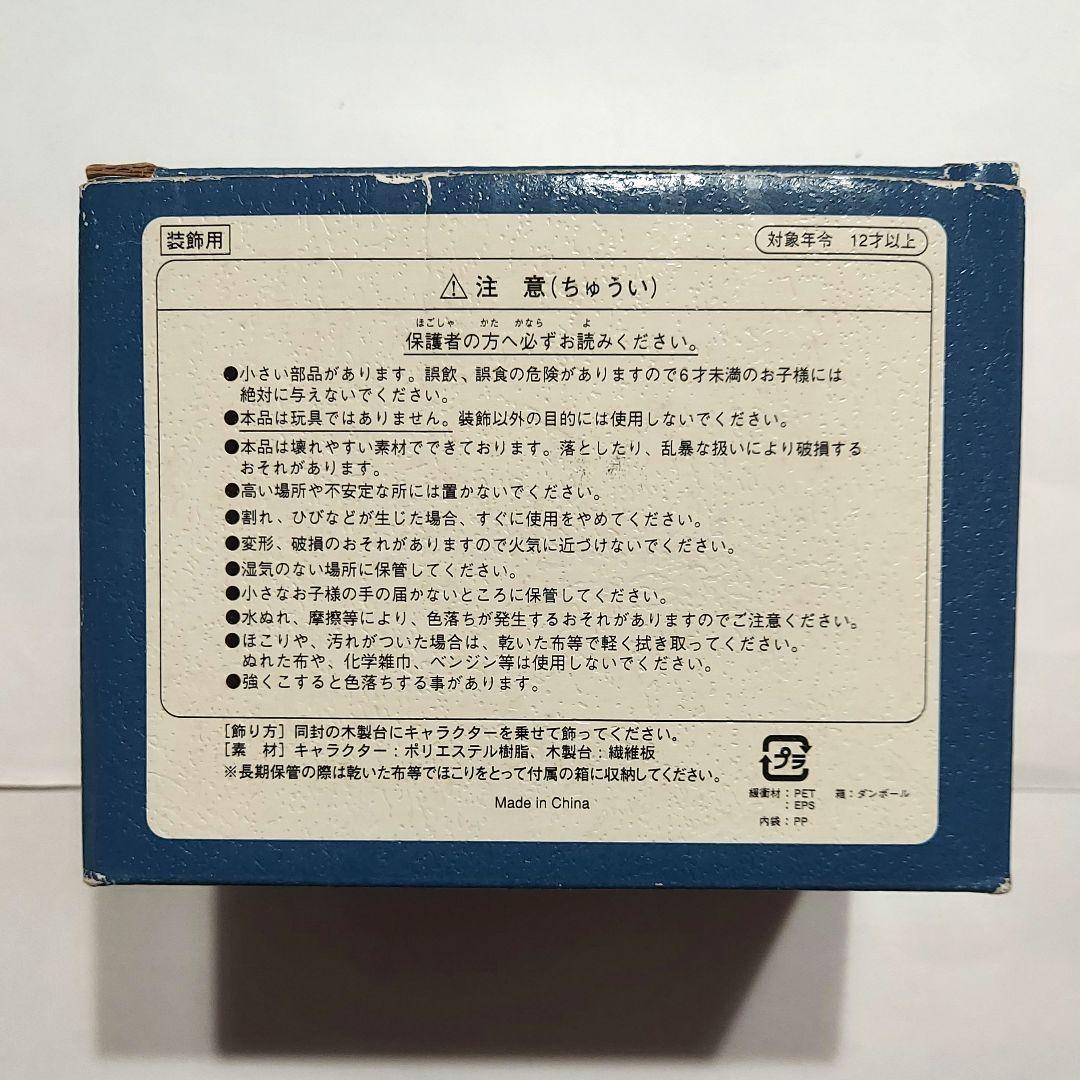 装飾用
対象年令 12才以上
⚠注 意(ちゅうい)
ほごしゃ かた かなら よ
保護者の方へ必ずお読みください。
●小さい部品があります。誤飲、誤食の危険がありますので6才未満のお子様には
絶対に与えないでください。
●本品は玩具ではありません。装飾以外の目的には使用しないでください。
●本品は壊れやすい素材でできております。落としたり、乱暴な扱いにより破損する
おそれがあります。
●高い場所や不安定な所には置かないでください。
●割れ、ひびなどが生じた場合、すぐに使用をやめてください。
●変形、破損のおそれがありますので火気に近づけないでください。
●湿気のない場所に保管してください。
●小さなお子様の手の届かないところに保管してください。
●水ぬれ、摩擦等により、色落ちが発生するおそれがありますのでご注意ください。
●ほこりや、汚れがついた場合は、乾いた布等で軽く拭き取ってください。
ぬれた布や、化学雑巾、ベンジン等は使用しないでください。
●強くこすると色落ちする事があります。
[飾り方]同封の木製台にキャラクターを乗せて飾ってください。
[素 材]キャラクター:ポリエステル樹脂、木製台:繊維板
※長期保管の際は乾いた布等でほこりをとって付属の箱に収納してください。
Made in China
プラ
緩衝材:PET 箱:ダンボール
:EPS
内袋:PP